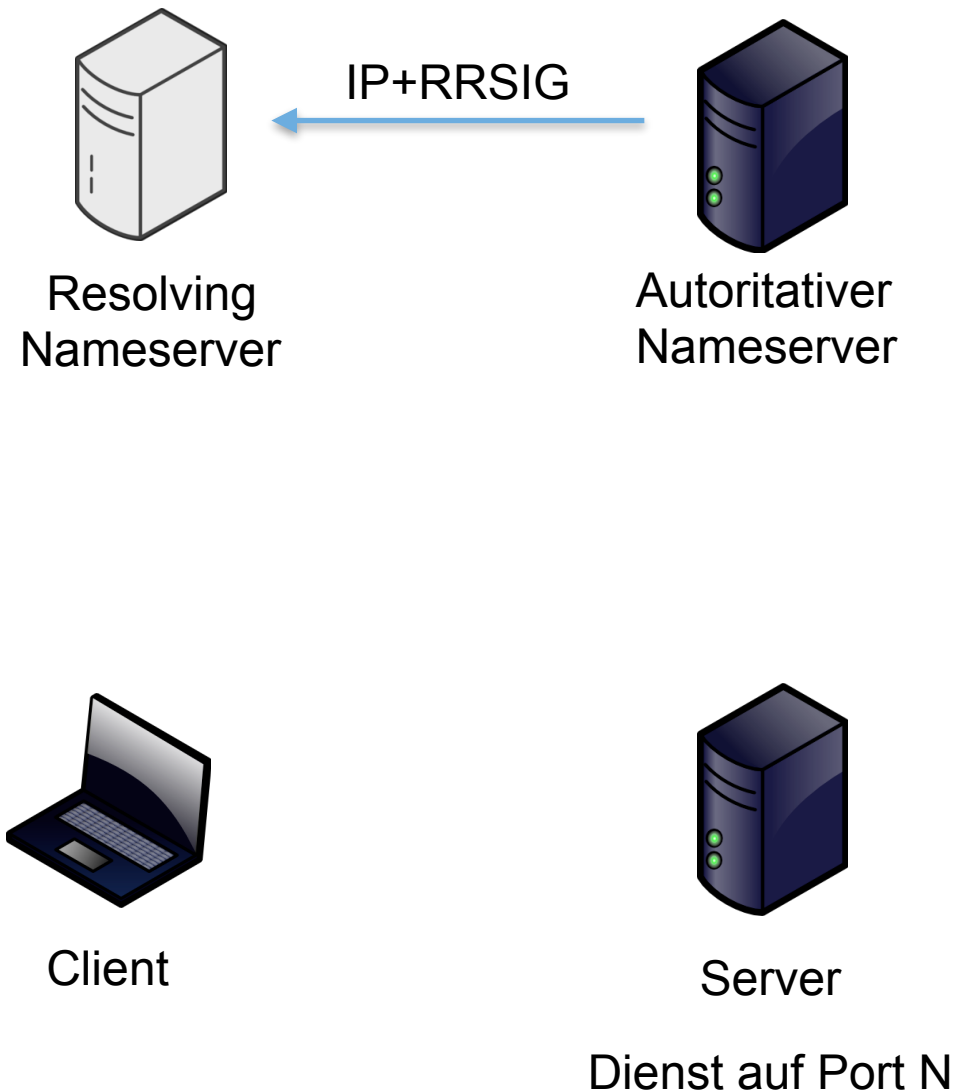 IP+RRSIG
Resolving
Nameserver
Autoritativer
Nameserver
Client
Server
Dienst auf Port N